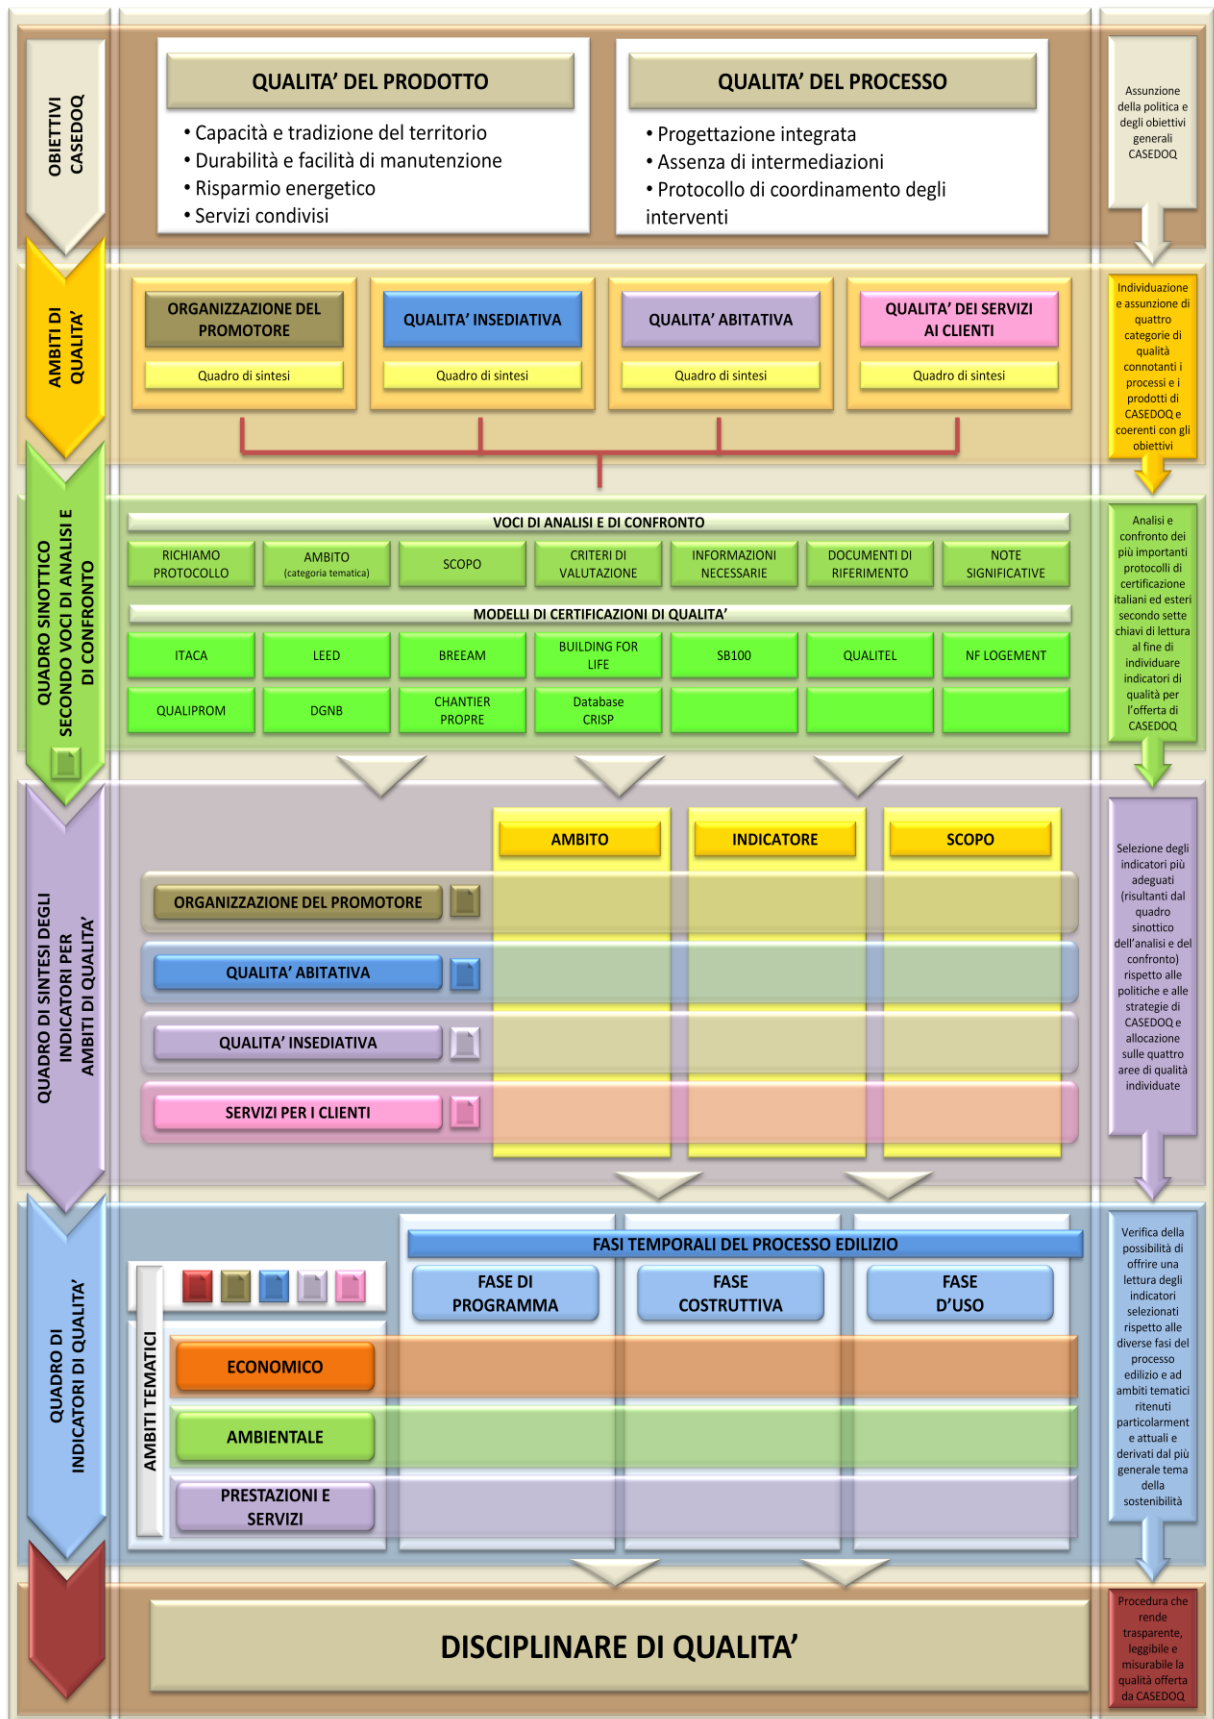 OBIETTIVI
CASEDOQ
QUALITA’ DEL PRODOTTO
• Capacità e tradizione del territorio
• Durabilità e facilità di manutenzione
• Risparmio energetico
• Servizi condivisi
QUALITA’ DEL PROCESSO
• Progettazione integrata
• Assenza di intermediazioni
• Protocollo di coordinamento degli
interventi
Assunzione
della politica e
degli obiettivi
generali
CASEDOQ
AMBITI DI
QUALITA’
ORGANIZZAZIONE DEL
PROMOTORE
Quadro di sintesi
QUALITA’ INSEDIATIVA
Quadro di sintesi
QUALITA’ ABITATIVA
Quadro di sintesi
QUALITA’ DEI SERVIZI
AI CLIENTI
Quadro di sintesi
Individuazione
e assunzione di
quattro
categorie di
qualità
connotanti i
processi e i
prodotti di
CASEDOQ e
coerenti con gli
obiettivi
QUADRO SINOTTICO
SECONDO VOCI DI ANALISI E
DI CONFRONTO
VOCI DI ANALISI E DI CONFRONTO
RICHIAMO
PROTOCOLLO
AMBITO
(categoria tematica)
SCOPO
CRITERI DI
VALUTAZIONE
INFORMAZIONI
NECESSARIE
DOCUMENTI DI
RIFERIMENTO
NOTE
SIGNIFICATIVE
MODELLI DI CERTIFICAZIONI DI QUALITA’
ITACA
LEED
BREEAM
BUILDING FOR
LIFE
SB100
QUALITEL
NF LOGEMENT
QUALIPROM
DGNB
CHANTIER
PROPRE
Database
CRISP
Analisi e
confronto dei
più importanti
protocolli di
certificazione
italiani ed esteri
secondo sette
chiavi di lettura
al fine di
individuare
indicatori di
qualità per
l’offerta di
CASEDOQ
QUADRO DI SINTESI DEGLI
INDICATORI PER
AMBITI DI QUALITA’
AMBITO
INDICATORE
SCOPO
ORGANIZZAZIONE DEL PROMOTORE
QUALITA’ ABITATIVA
QUALITA’ INSEDIATIVA
SERVIZI PER I CLIENTI
Selezione degli
indicatori più
adeguati
(risultanti dal
quadro
sinottico
dell’analisi e del
confronto)
rispetto alle
politiche e alle
strategie di
CASEDOQ e
allocazione
sulle quattro
aree di qualità
individuate
QUADRO DI
INDICATORI DI QUALITA’
FASI TEMPORALI DEL PROCESSO EDILIZIO
FASE DI
PROGRAMMA
FASE
COSTRUTTIVA
FASE
D’USO
AMBITI TEMATICI
ECONOMICO
AMBIENTALE
PRESTAZIONI E
SERVIZI
Verifica della
possibilità di
offrire una
lettura degli
indicatori
selezionati
rispetto alle
diverse fasi del
processo
edilizio e ad
ambiti tematici
ritenuti
particolarment
e attuali e
derivati dal più
generale tema
della
sostenibilità
DISCIPLINARE DI QUALITA’
Procedura che
rende
trasparente,
leggibile e
misurabile la
qualità offerta
da CASEDOQ